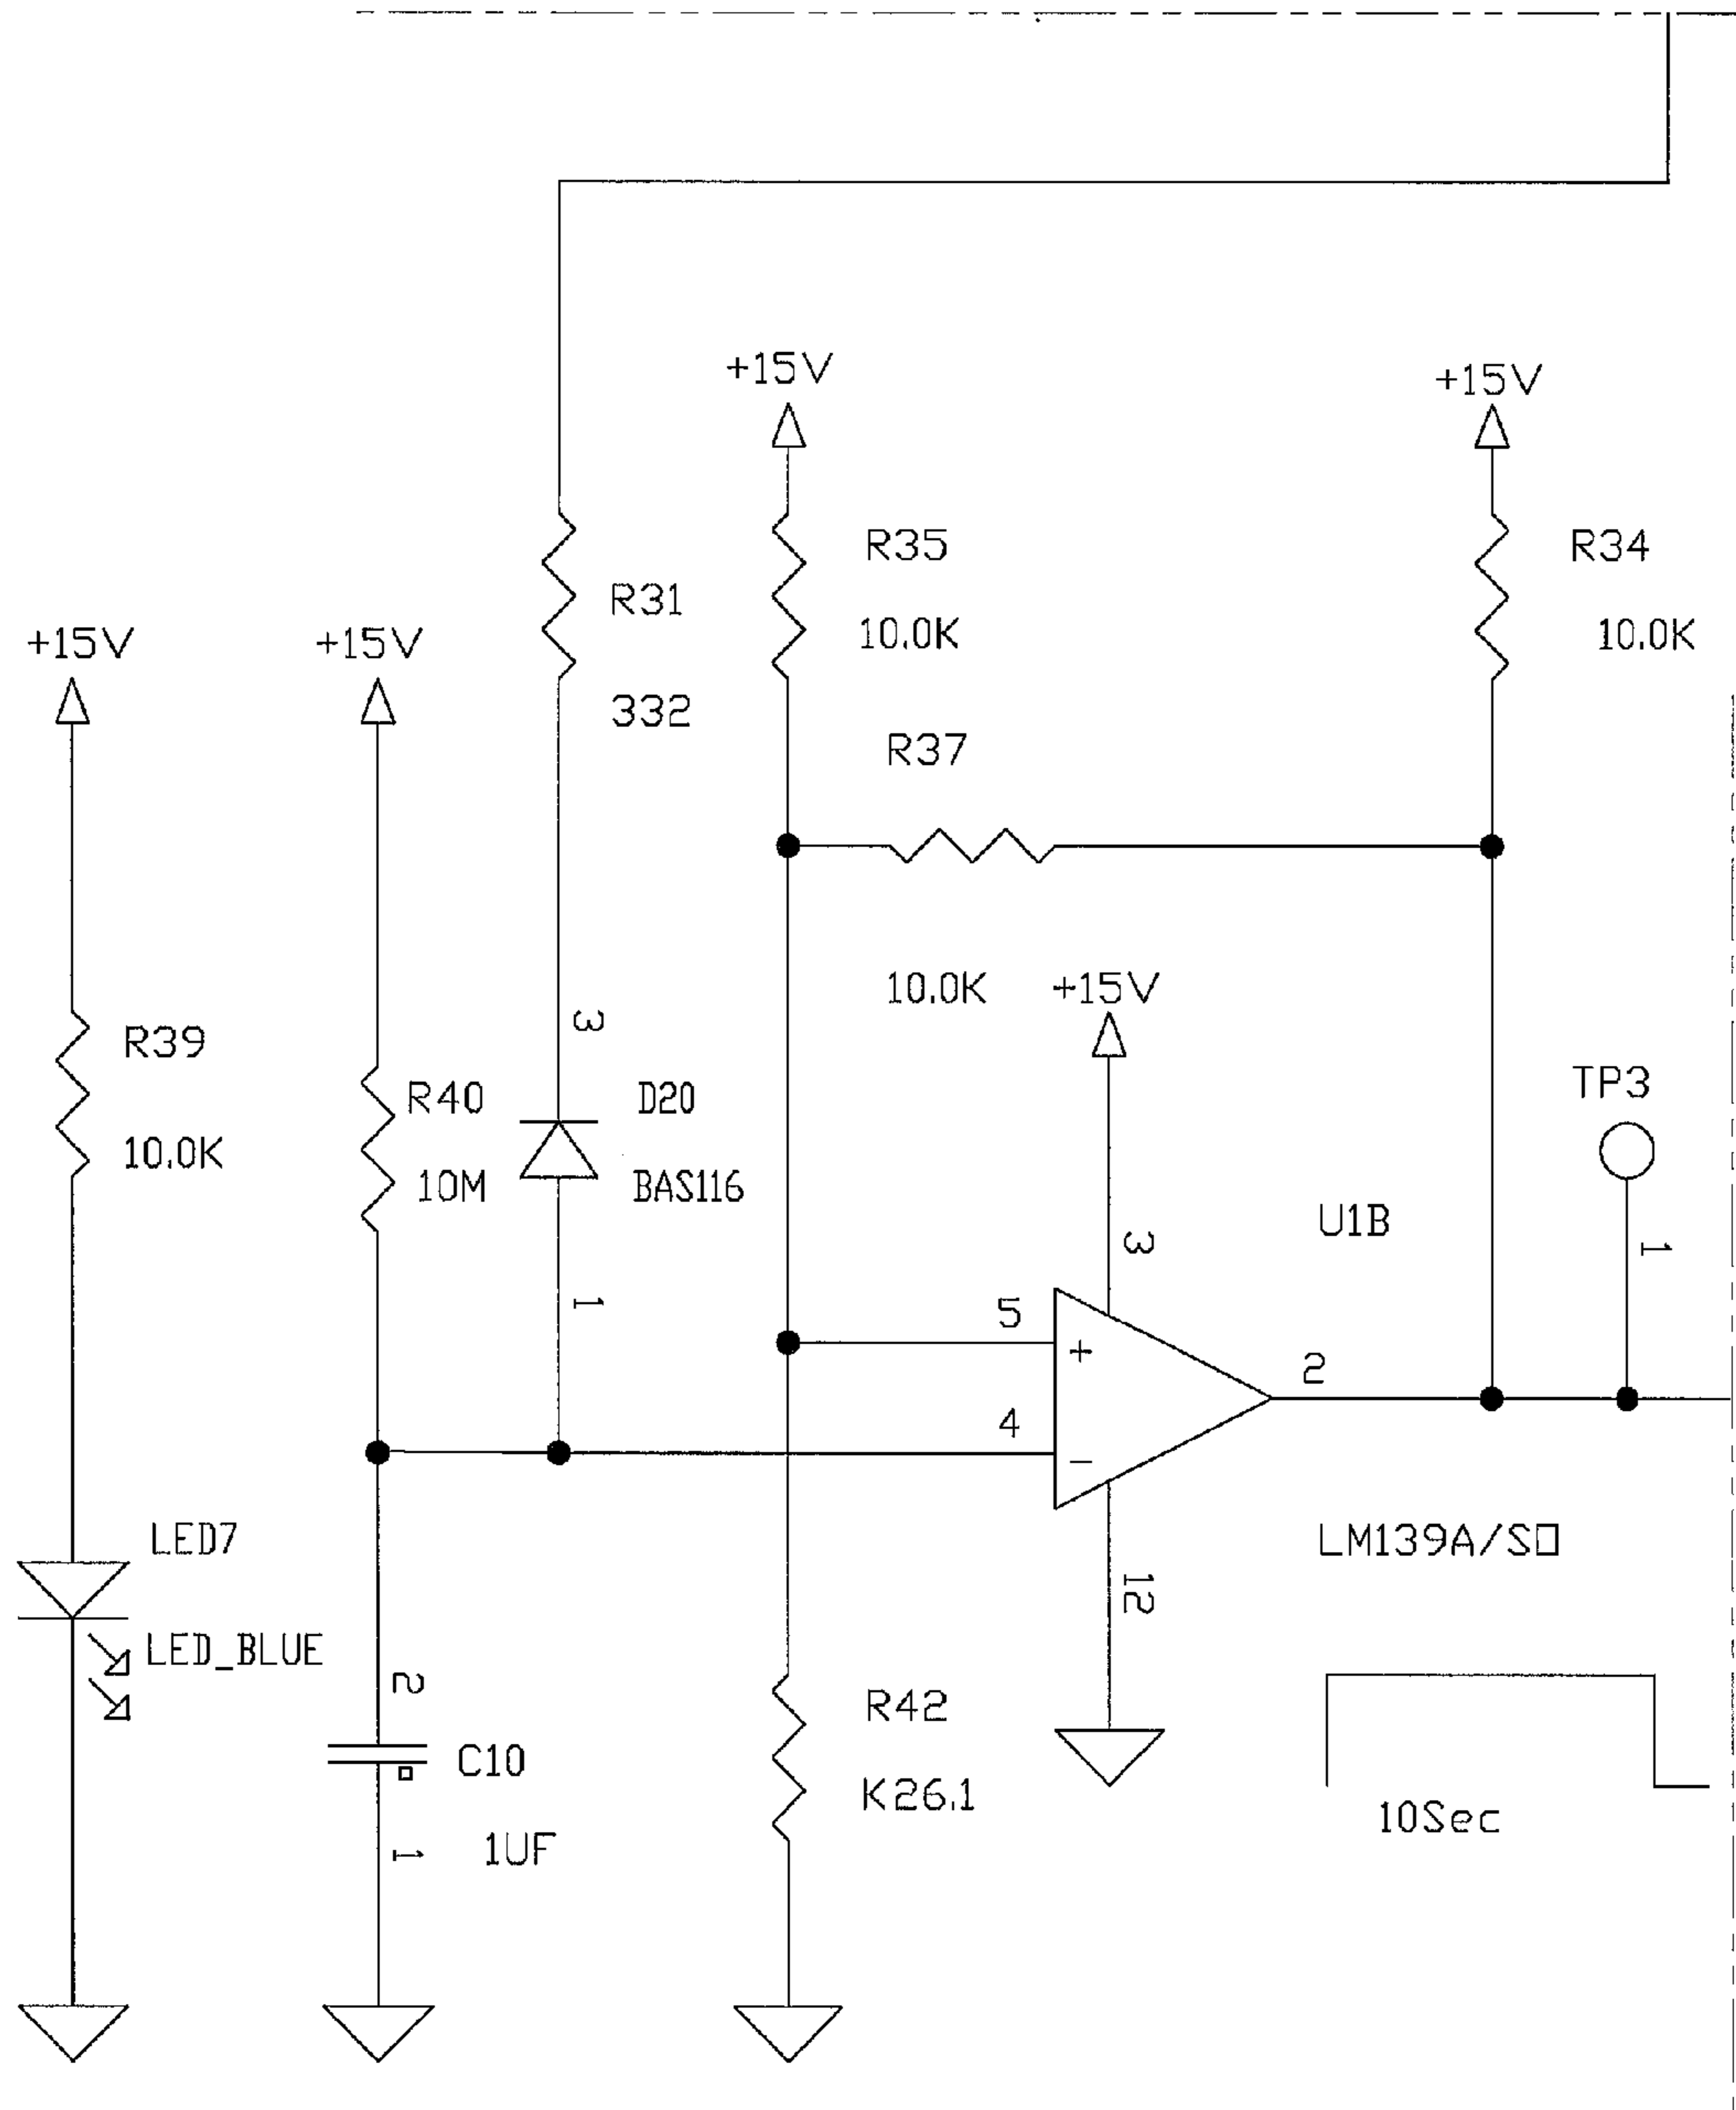 +15V
+15V
R35
10.0K
R34
10.0K
R31
332
+15V
+15V
R37
10.0K
+15V
R39
10.0K
3
R40
10M
D20
BAS116
TP3
1
U1B
3
1
5
+
2
4
-
LM139A/SO
12
LED7
LED_BLUE
2
C10
1
1UF
R42
K26.1
10Sec